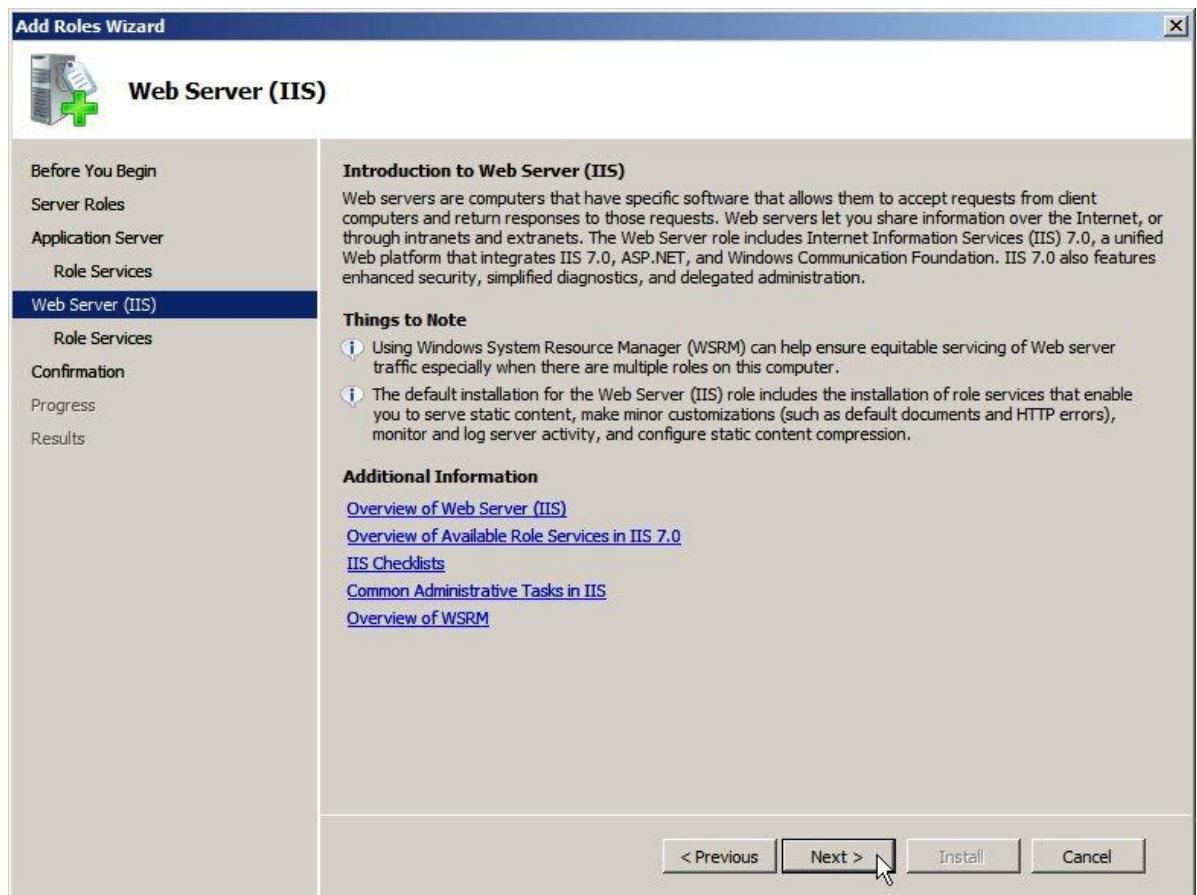 Add Roles Wizard
Web Server (IIS)
Before You Begin
Server Roles
Application Server
Role Services
Web Server (IIS)
Role Services
Confirmation
Progress
Results
Introduction to Web Server (IIS)
Web servers are computers that have specific software that allows them to accept requests from client
computers and return responses to those requests. Web servers let you share information over the Internet, or
through intranets and extranets. The Web Server role includes Internet Information Services (IIS) 7.0, a unified
Web platform that integrates IIS 7.0, ASP.NET, and Windows Communication Foundation. IIS 7.0 also features
enhanced security, simplified diagnostics, and delegated administration.
Things to Note
Using Windows System Resource Manager (WSRM) can help ensure equitable servicing of Web server
traffic especially when there are multiple roles on this computer.
The default installation for the Web Server (IIS) role includes the installation of role services that enable
you to serve static content, make minor customizations (such as default documents and HTTP errors),
monitor and log server activity, and configure static content compression.
Additional Information
Overview of Web Server (IIS)
Overview of Available Role Services in IIS 7.0
IIS Checklists
Common Administrative Tasks in IIS
Overview of WSRM
< Previous Next > Install Cancel